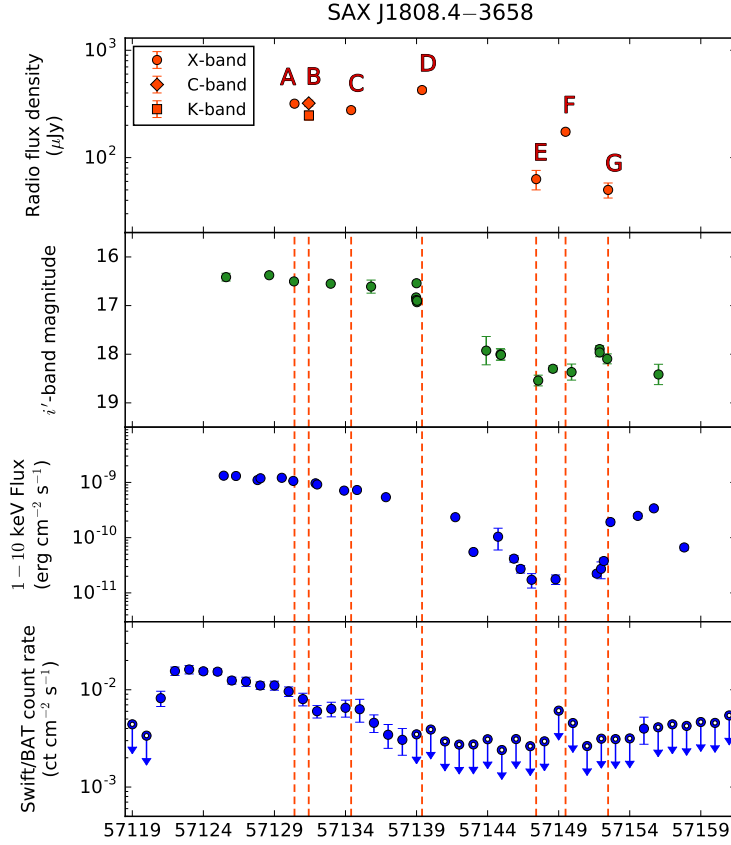 SAX J1808.4−3658
X-band
C-band
K-band
A
B
C
D
E
F
G
10³
10²
Radio flux density
(μJy)
16
17
18
19
i′-band magnitude
10⁻⁹
10⁻¹⁰
10⁻¹¹
1 − 10 keV Flux
(erg cm⁻² s⁻¹)
10⁻²
10⁻³
Swift/BAT count rate
(ct cm⁻² s⁻¹)
57119 57124 57129 57134 57139 57144 57149 57154 57159